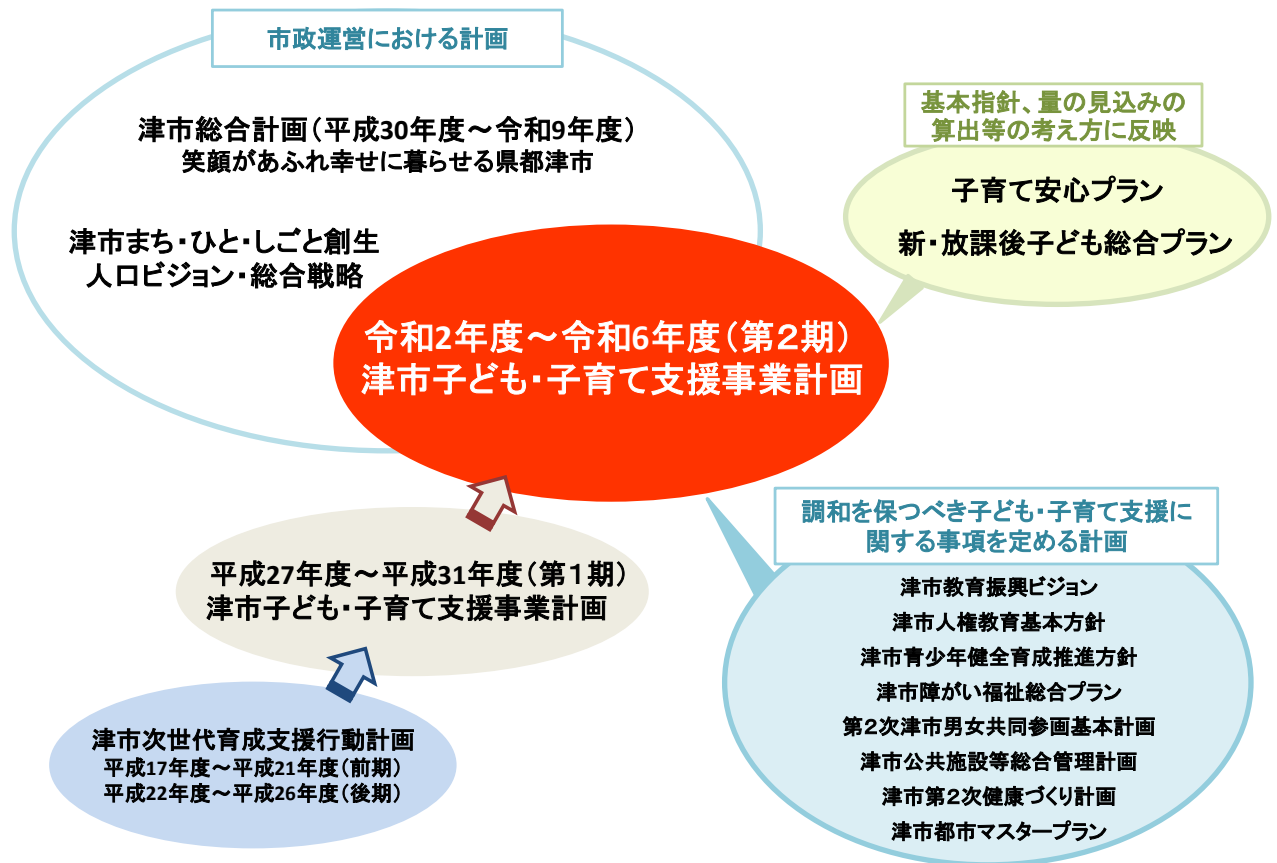 市政運営における計画
津市総合計画（平成30年度～令和9年度）
笑顔があふれ幸せに暮らせる県都津市
津市まち・ひと・しごと創生
人口ビジョン・総合戦略
基本指針、量の見込みの
算出等の考え方に反映
子育て安心プラン
新・放課後子ども総合プラン
令和2年度～令和6年度（第２期）
津市子ども・子育て支援事業計画
平成27年度～平成31年度（第１期）
津市子ども・子育て支援事業計画
津市次世代育成支援行動計画
平成17年度～平成21年度（前期）
平成22年度～平成26年度（後期）
調和を保つべき子ども・子育て支援に
関する事項を定める計画
津市教育振興ビジョン
津市人権教育基本方針
津市青少年健全育成推進方針
津市障がい福祉総合プラン
第２次津市男女共同参画基本計画
津市公共施設等総合管理計画
津市第２次健康づくり計画
津市都市マスタープラン